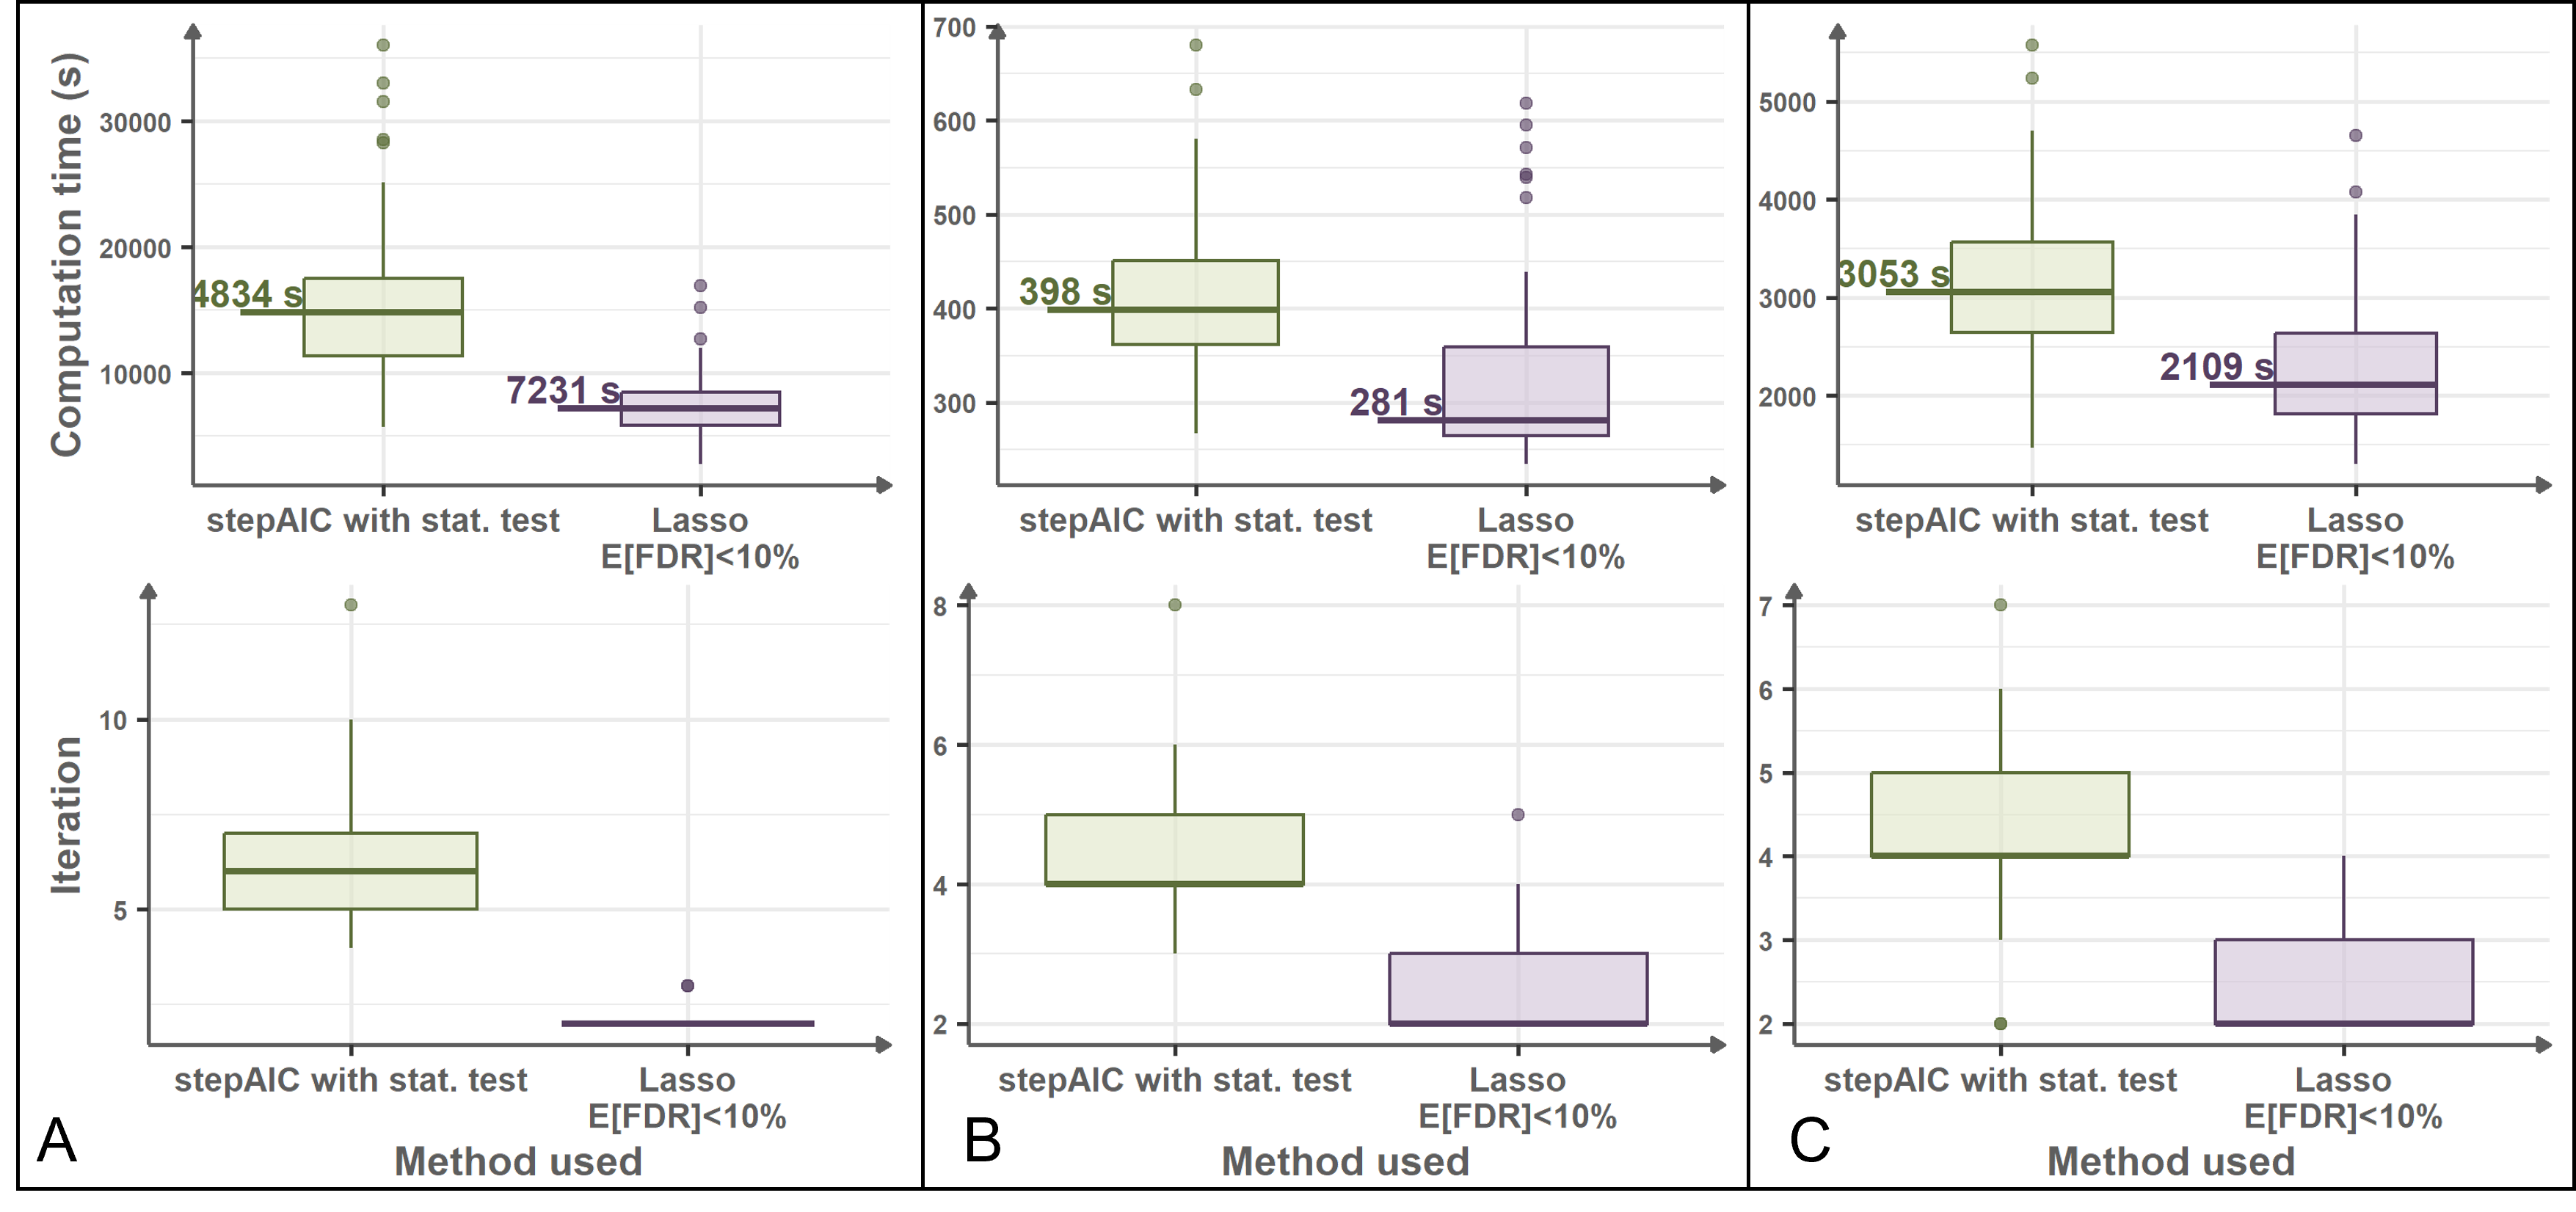 Computation time (s)
30000
20000
10000
4834 s
7231 s
stepAIC with stat. test
Lasso
E[FDR]<10%
700
600
500
400
300
398 s
281 s
stepAIC with stat. test
Lasso
E[FDR]<10%
5000
4000
3000
2000
3053 s
2109 s
stepAIC with stat. test
Lasso
E[FDR]<10%
Iteration
10
5
stepAIC with stat. test
Lasso
E[FDR]<10%
Method used
A
8
6
4
2
stepAIC with stat. test
Lasso
E[FDR]<10%
Method used
B
7
6
5
4
3
2
stepAIC with stat. test
Lasso
E[FDR]<10%
Method used
C